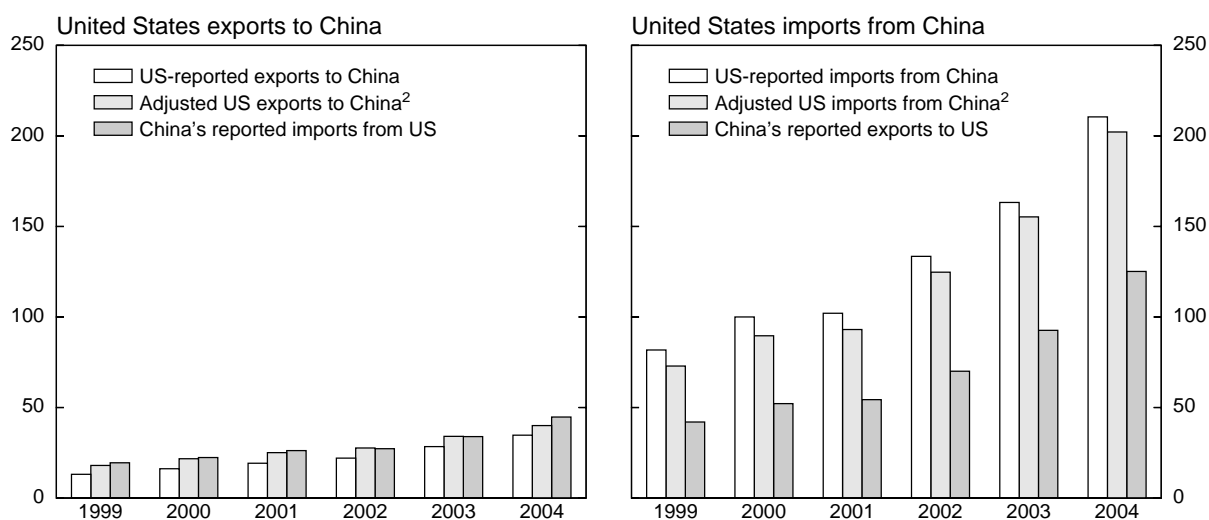 United States exports to China
250
200
150
100
50
0
US-reported exports to China
Adjusted US exports to China²
China's reported imports from US
1999 2000 2001 2002 2003 2004
United States imports from China
US-reported imports from China
Adjusted US imports from China²
China's reported exports to US
250
200
150
100
50
0
1999 2000 2001 2002 2003 2004